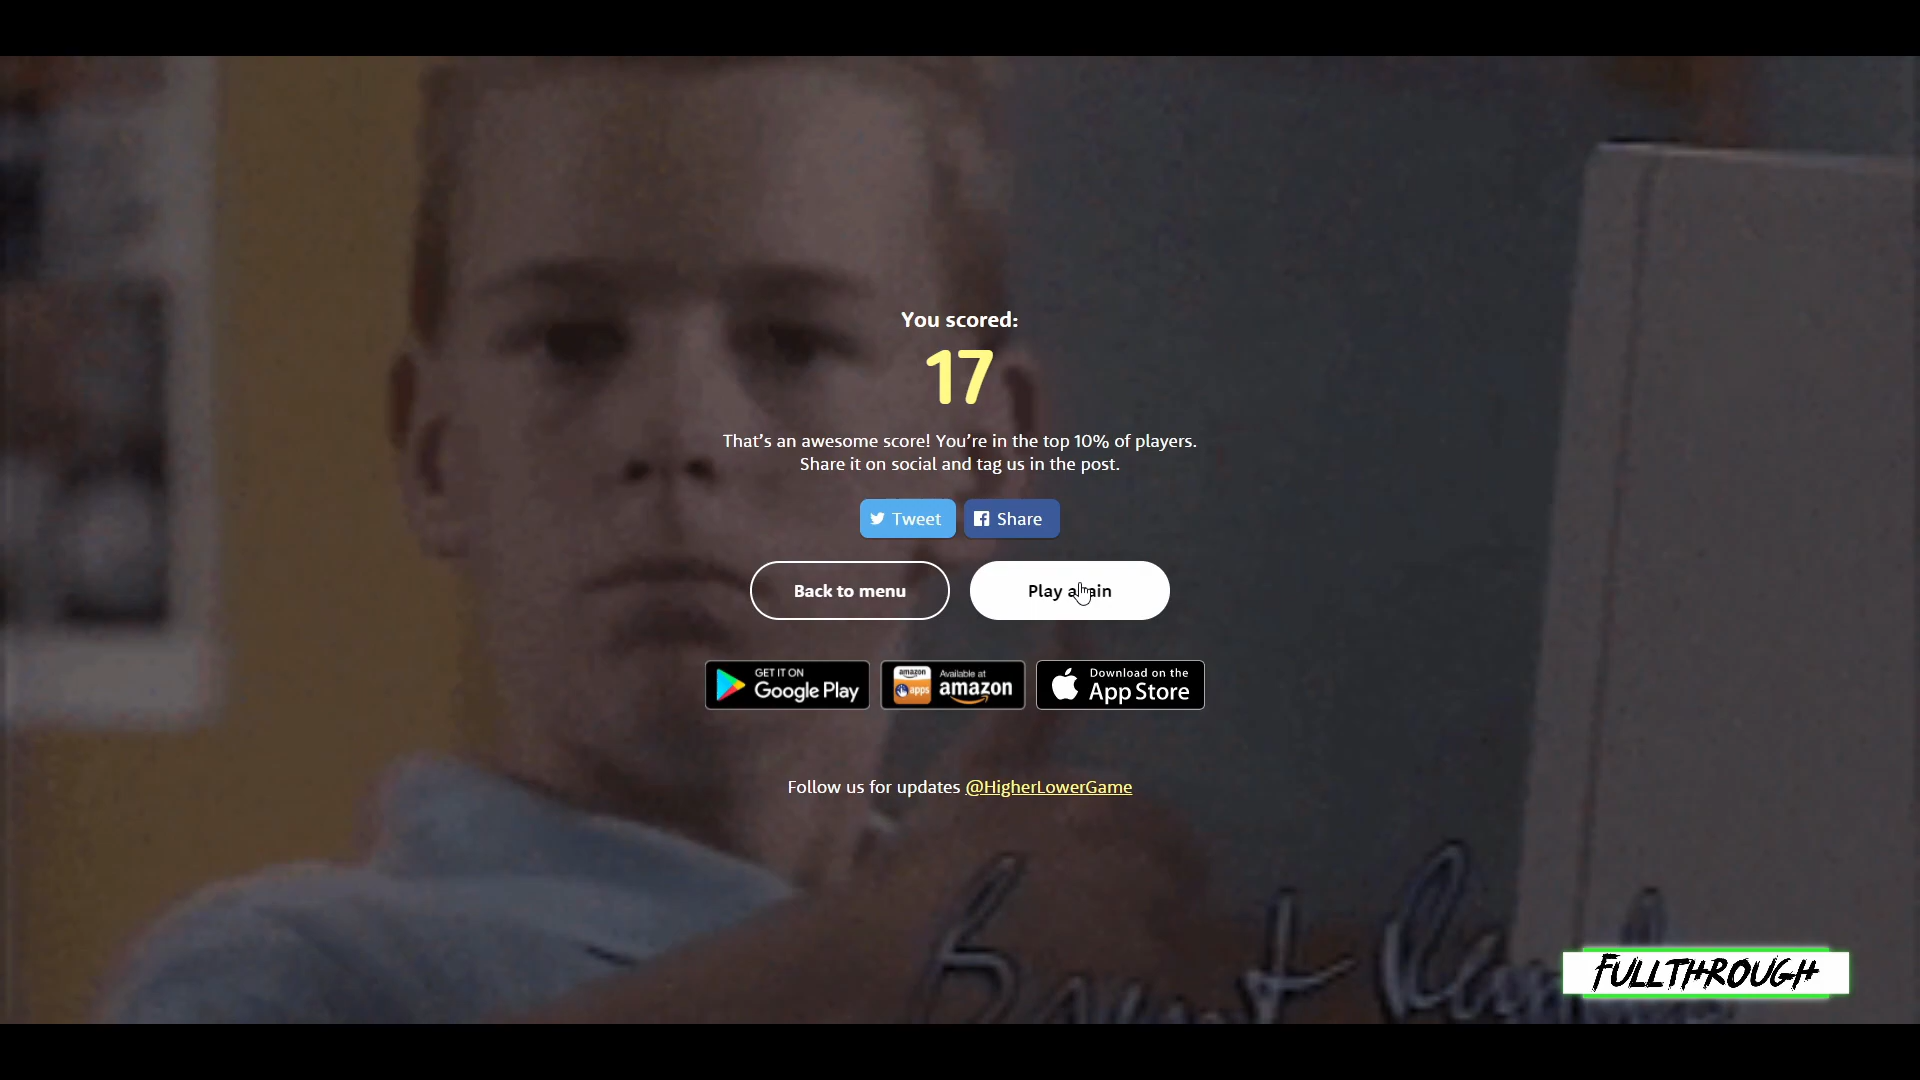 You scored:
17
That's an awesome score! You're in the top 10% of players.
Share it on social and tag us in the post.
Tweet
Share
Back to menu
Play again
GET IT ON
Google Play
amazon
apps
Available at
amazon
Download on the
App Store
Follow us for updates @HigherLowerGame
FULLTHROUGH